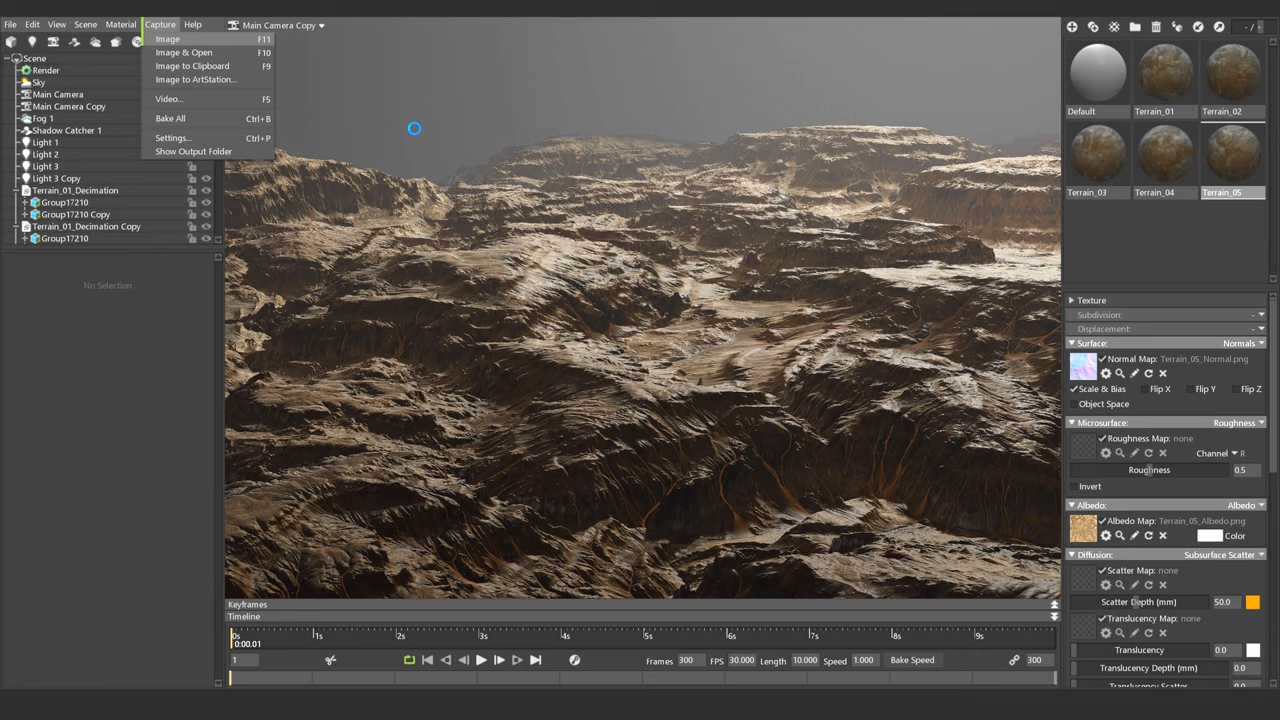 File Edit View Scene Material Capture Help Main Camera Copy
Image F11
Image & Open F10
Image to Clipboard F9
Image to ArtStation...
Video... F5
Bake All Ctrl+B
Settings... Ctrl+P
Show Output Folder
Scene
Render
Sky
Main Camera
Main Camera Copy
Fog 1
Shadow Catcher 1
Light 1
Light 2
Light 3
Light 3 Copy
Terrain_01_Decimation
Group17210
Group17210 Copy
Terrain_01_Decimation Copy
Group17210
No Selection
- /
Default Terrain_01 Terrain_02
Terrain_03 Terrain_04 Terrain_05
Texture
Subdivision: -
Displacement: -
Surface: Normals
Normal Map: Terrain_05_Normal.png
Scale & Bias Flip X Flip Y Flip Z
Object Space
Microsurface: Roughness
Roughness Map: none
Channel R
Roughness 0.5
Invert
Albedo: Albedo
Albedo Map: Terrain_05_Albedo.png
Color
Diffusion: Subsurface Scatter
Scatter Map: none
Scatter Depth (mm) 50.0
Translucency Map: none
Translucency 0.0
Translucency Depth (mm) 0.0
Translucency Scatter 0.0
Keyframes
Timeline
0s 1s 2s 3s 4s 5s 6s 7s 8s 9s
0:00.01
1 Frames 300 FPS 30.000 Length 10.000 Speed 1.000 Bake Speed 300